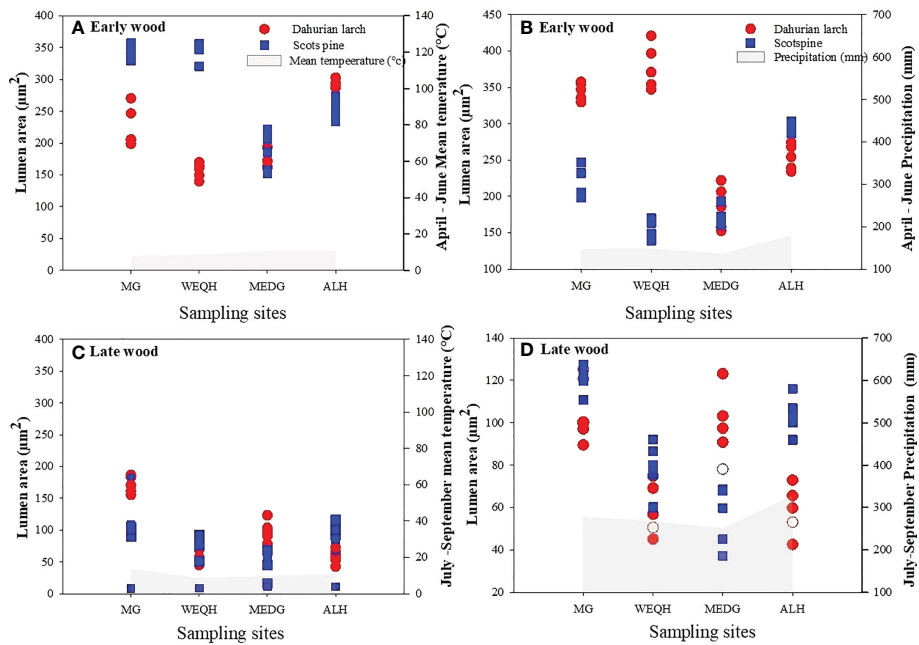 A Early wood
Dahurian larch
Scots pine
Mean tempeerature (°c)
Lumen area (µm2)
400
350
300
250
200
150
100
50
0
140
120
100
80
60
40
20
0
April - June Mean temerature (°C)
MG WEQH MEDG ALH
Sampling sites
B Early wood
Dahurian larch
Scotspine
Precipitation (mm)
Lumen area (µm2)
450
400
350
300
250
200
150
100
700
600
500
400
300
200
100
April - June Precipitation (mm)
MG WEQH MEDG ALH
Sampling sites
C Late wood
Lumen area (µm2)
400
350
300
250
200
150
100
50
0
140
120
100
80
60
40
20
0
July -September mean temperature (°C)
MG WEQH MEDG ALH
Sampling sites
D Late wood
Lumen area (µm2)
140
120
100
80
60
40
20
700
600
500
400
300
200
100
July-September Precipitation (mm)
MG WEQH MEDG ALH
Sampling sites